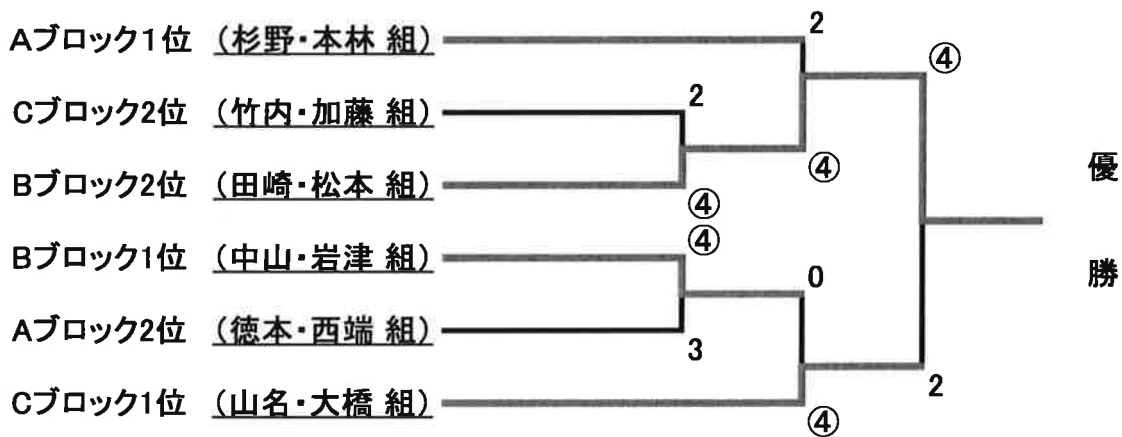 2
Aブロック1位 (杉野・本林 組)
④
Cブロック2位 (竹内・加藤 組)
2
④
Bブロック2位 (田崎・松本 組)
④
優勝
Bブロック1位 (中山・岩津 組)
④
0
Aブロック2位 (徳本・西端 組)
3
2
Cブロック1位 (山名・大橋 組)
④